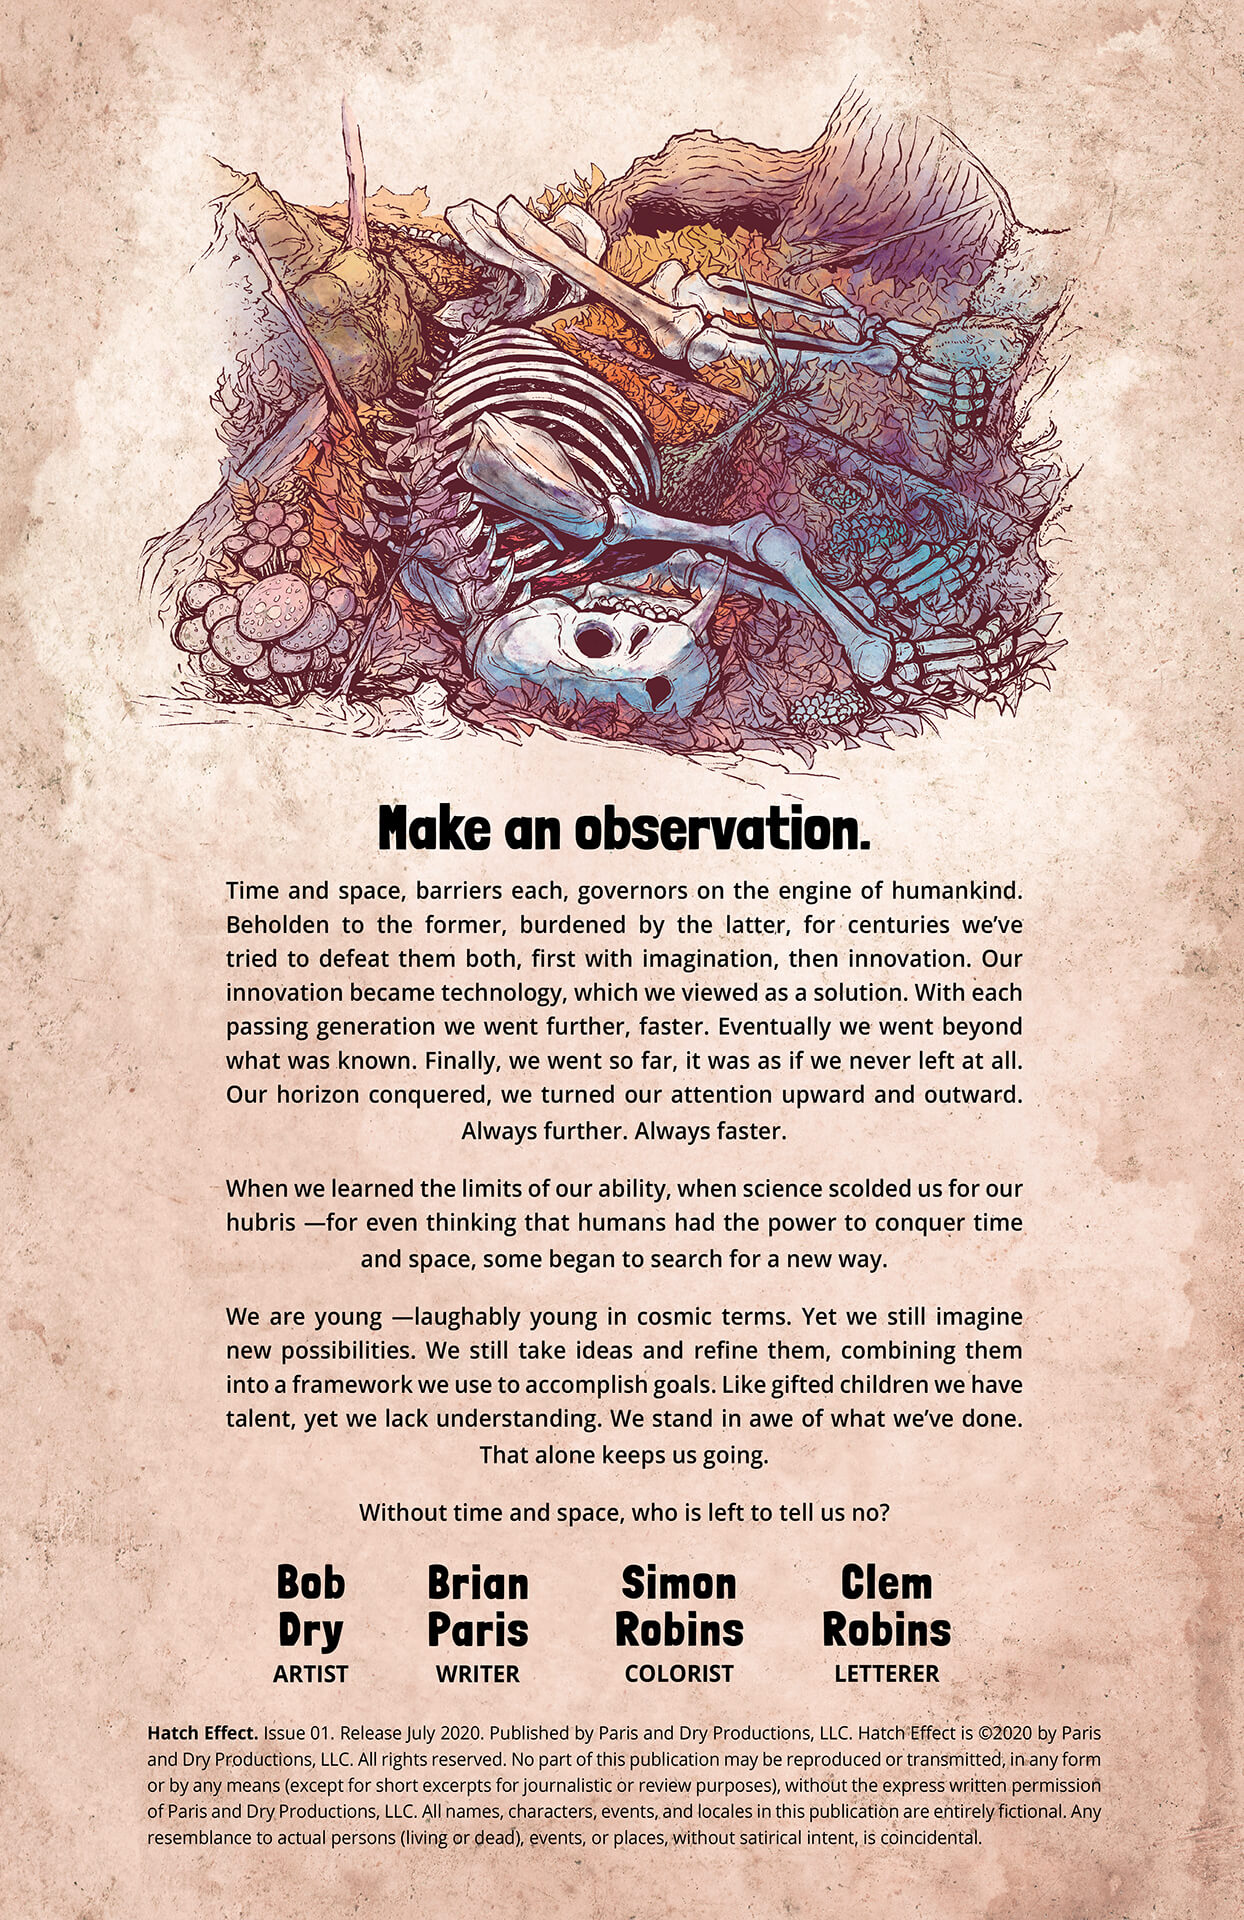 Make an observation.
Time and space, barriers each, governors on the engine of humankind.
Beholden to the former, burdened by the latter, for centuries we've
tried to defeat them both, first with imagination, then innovation. Our
innovation became technology, which we viewed as a solution. With each
passing generation we went further, faster. Eventually we went beyond
what was known. Finally, we went so far, it was as if we never left at all.
Our horizon conquered, we turned our attention upward and outward.
Always further. Always faster.
When we learned the limits of our ability, when science scolded us for our
hubris —for even thinking that humans had the power to conquer time
and space, some began to search for a new way.
We are young —laughably young in cosmic terms. Yet we still imagine
new possibilities. We still take ideas and refine them, combining them
into a framework we use to accomplish goals. Like gifted children we have
talent, yet we lack understanding. We stand in awe of what we've done.
That alone keeps us going.
Without time and space, who is left to tell us no?
Bob
Dry
ARTIST
Brian
Paris
WRITER
Simon
Robins
COLORIST
Clem
Robins
LETTERER
Hatch Effect. Issue 01. Release July 2020. Published by Paris and Dry Productions, LLC. Hatch Effect is ©2020 by Paris
and Dry Productions, LLC. All rights reserved. No part of this publication may be reproduced or transmitted, in any form
or by any means (except for short excerpts for journalistic or review purposes), without the express written permission
of Paris and Dry Productions, LLC. All names, characters, events, and locales in this publication are entirely fictional. Any
resemblance to actual persons (living or dead), events, or places, without satirical intent, is coincidental.